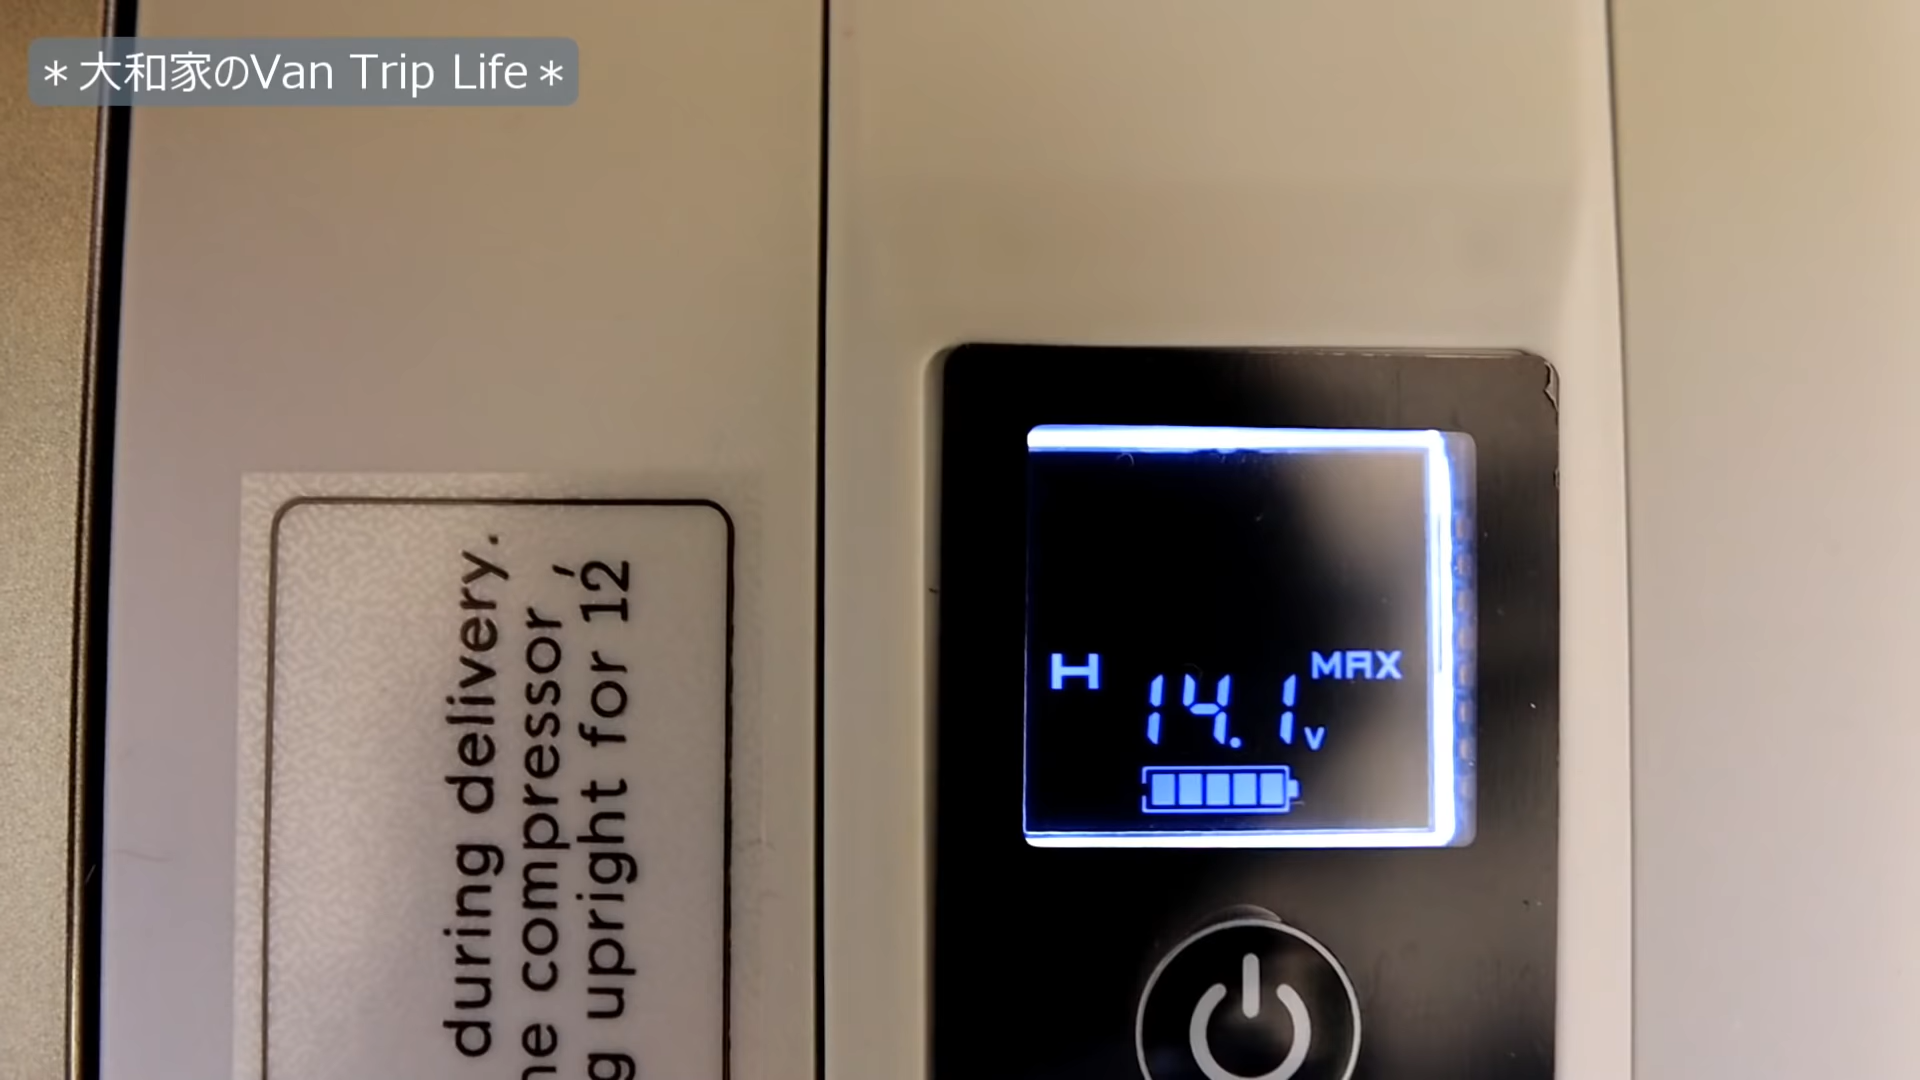 ＊大和家のVan Trip Life＊
during delivery.
compressor,
upright for 12
H
MAX
14.1v